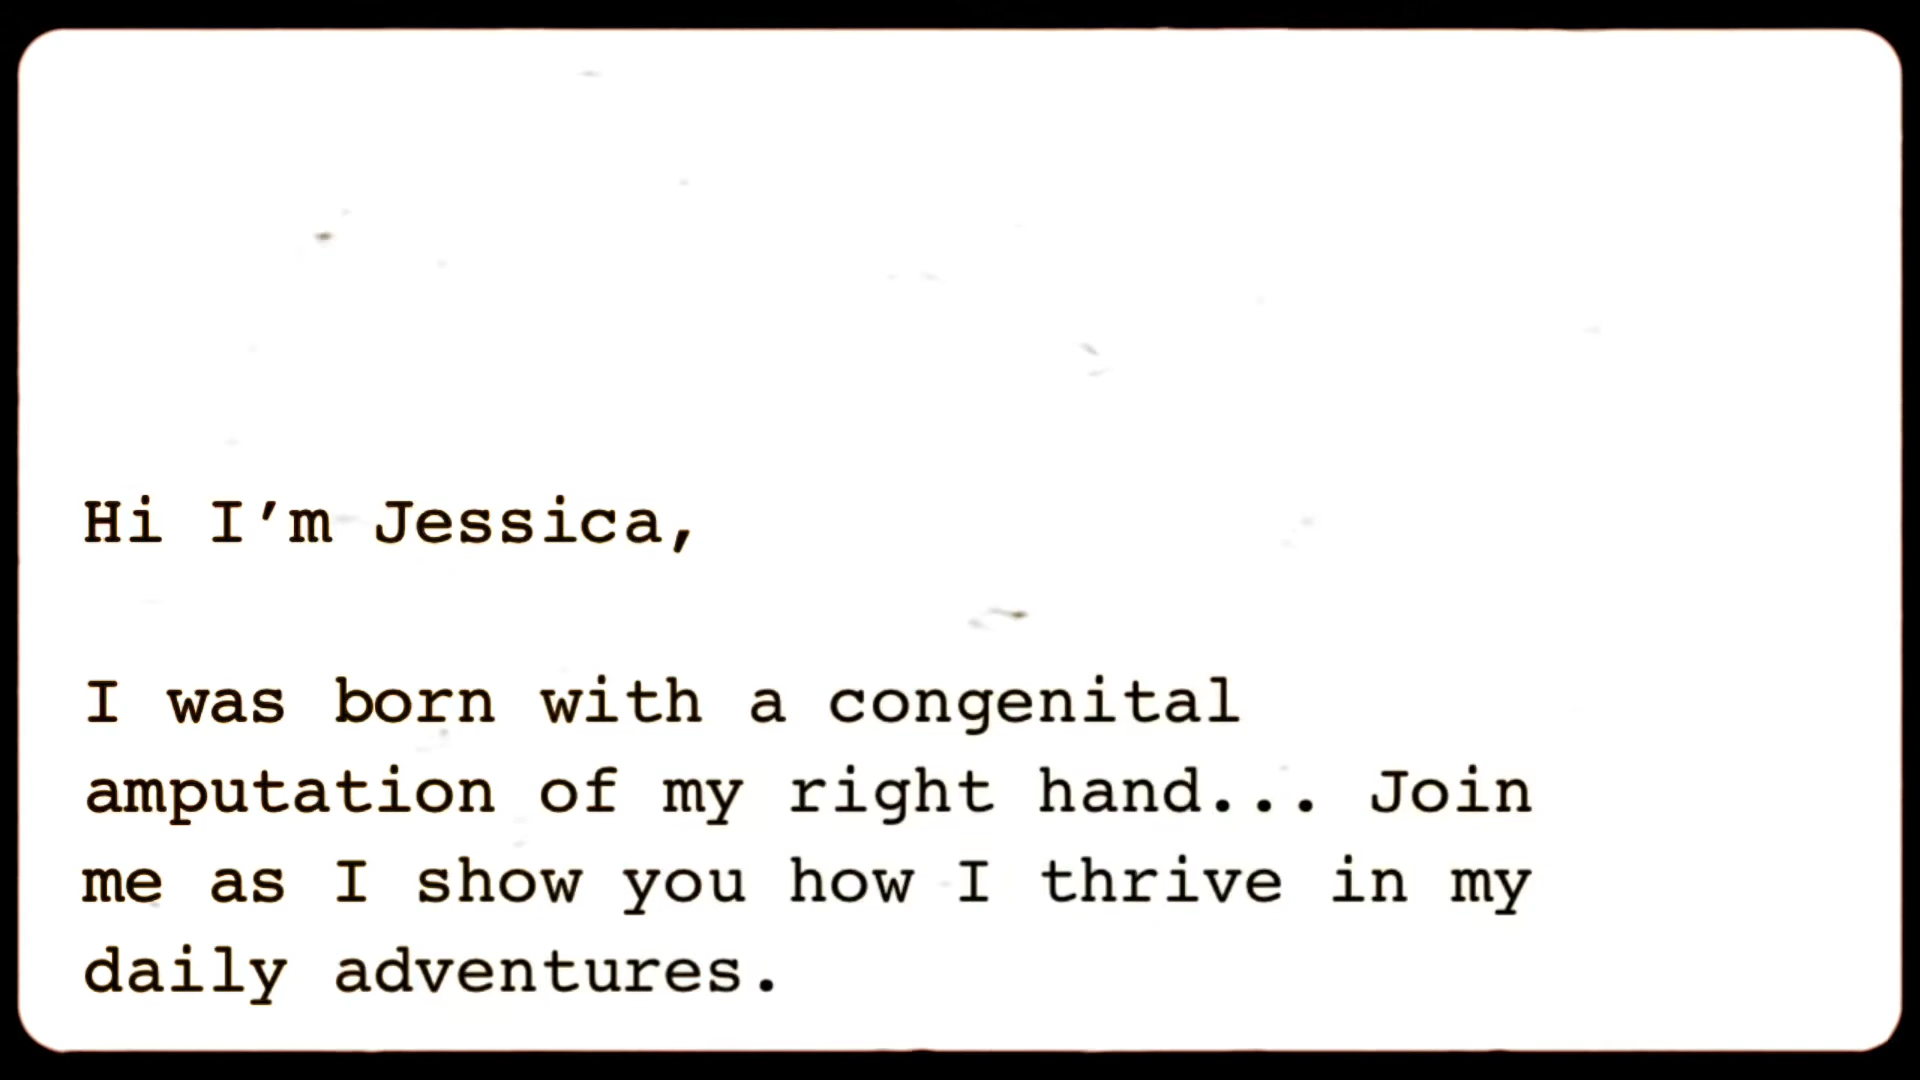 Hi I’m Jessica,
I was born with a congenital
amputation of my right hand... Join
me as I show you how I thrive in my
daily adventures.